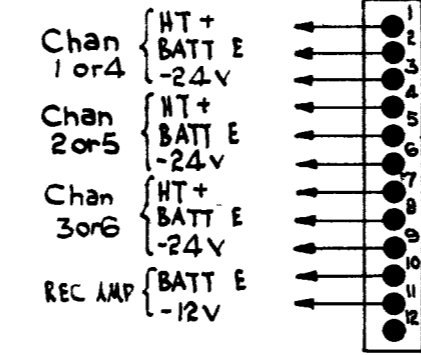 HT + 1
Chan BATT E 2
1 or 4 -24V 3
HT + 4
Chan BATT E 5
2 or 5 -24V 6
HT + 7
Chan BATT E 8
3 or 6 -24V 9
REC AMP BATT E 10
-12V 11
12